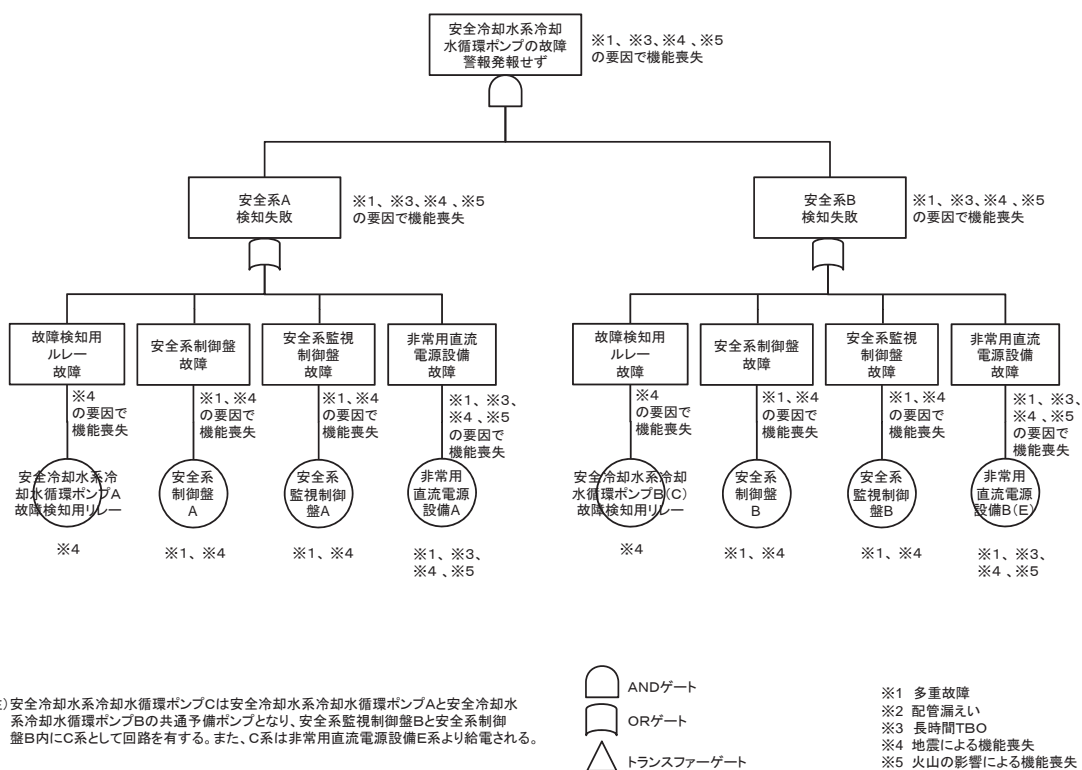 安全冷却水系冷却
水循環ポンプの故障
警報発報せず
※1、※3、※4 、※5
の要因で機能喪失
安全系A
検知失敗
※1、※3、※4 、※5
の要因で機能喪失
安全系B
検知失敗
※1、※3、※4 、※5
の要因で機能喪失
故障検知用
ルレー
故障
安全系制御盤
故障
安全系監視
制御盤
故障
非常用直流
電源設備
故障
故障検知用
ルレー
故障
安全系制御盤
故障
安全系監視
制御盤
故障
非常用直流
電源設備
故障
※4
の要因で
機能喪失
※1、※4
の要因で
機能喪失
※1、※4
の要因で
機能喪失
※1、※3、
※4 、※5
の要因で
機能喪失
※4
の要因で
機能喪失
※1、※4
の要因で
機能喪失
※1、※4
の要因で
機能喪失
※1、※3、
※4 、※5
の要因で
機能喪失
安全冷却水系冷
却水循環ポンプA
故障検知用リレー
安全系
制御盤
A
安全系
監視制御
盤A
非常用
直流電源
設備A
安全冷却水系冷却
水循環ポンプB(C)
故障検知用リレー
安全系
制御盤
B
安全系
監視制御
盤B
非常用
直流電源
設備B(E)
※4
※1、※4
※1、※4
※1、※3、
※4 、※5
※4
※1、※4
※1、※4
※1、※3、
※4 、※5
)安全冷却水系冷却水循環ポンプCは安全冷却水系冷却水循環ポンプAと安全冷却水
系冷却水循環ポンプBの共通予備ポンプとなり、安全系監視制御盤Bと安全系制御
盤B内にC系として回路を有する。また、C系は非常用直流電源設備E系より給電される。
ANDゲート
ORゲート
トランスファーゲート
※1 多重故障
※2 配管漏えい
※3 長時間TBO
※4 地震による機能喪失
※5 火山の影響による機能喪失